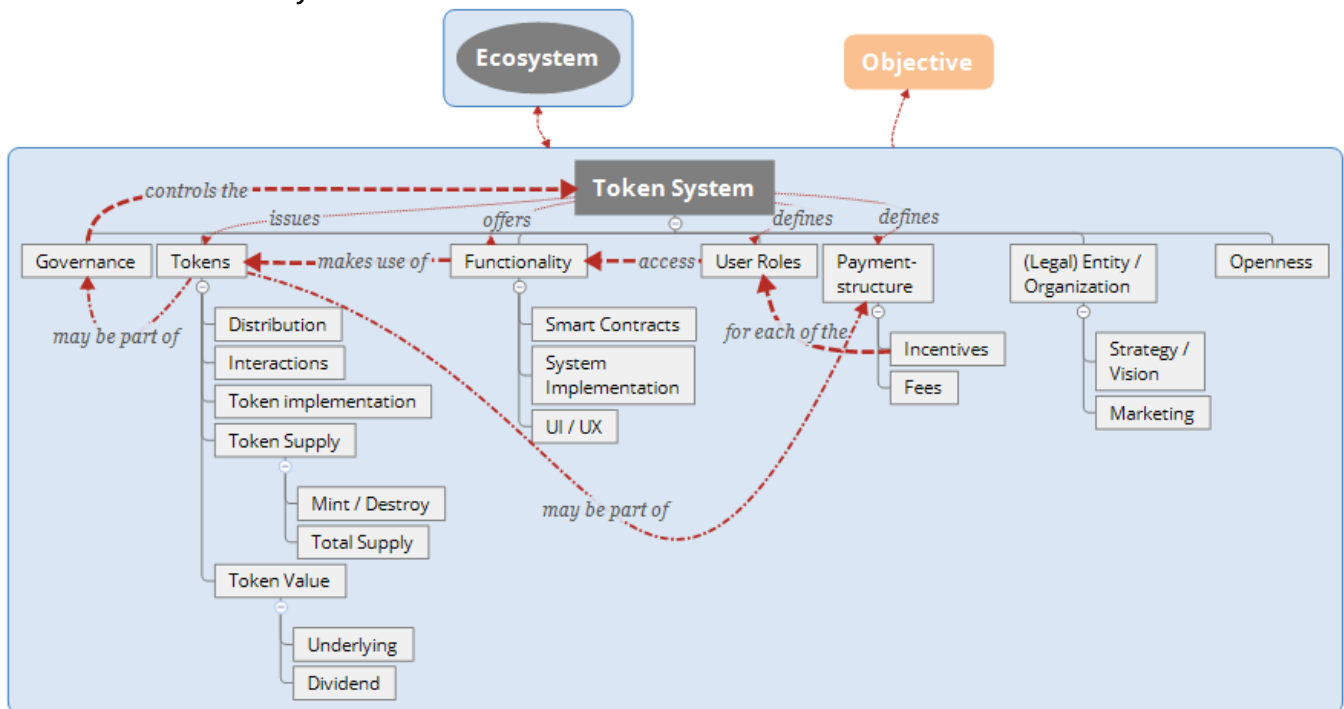 Ecosystem
Objective
Token System
controls the
issues
offers
defines
defines
Governance
Tokens
makes use of
Functionality
access
User Roles
Payment-
structure
(Legal) Entity /
Organization
Openness
may be part of
Distribution
Interactions
Token implementation
Token Supply
Mint / Destroy
Total Supply
Token Value
Underlying
Dividend
Smart Contracts
System
Implementation
UI / UX
for each of the
Incentives
Fees
Strategy /
Vision
Marketing
may be part of